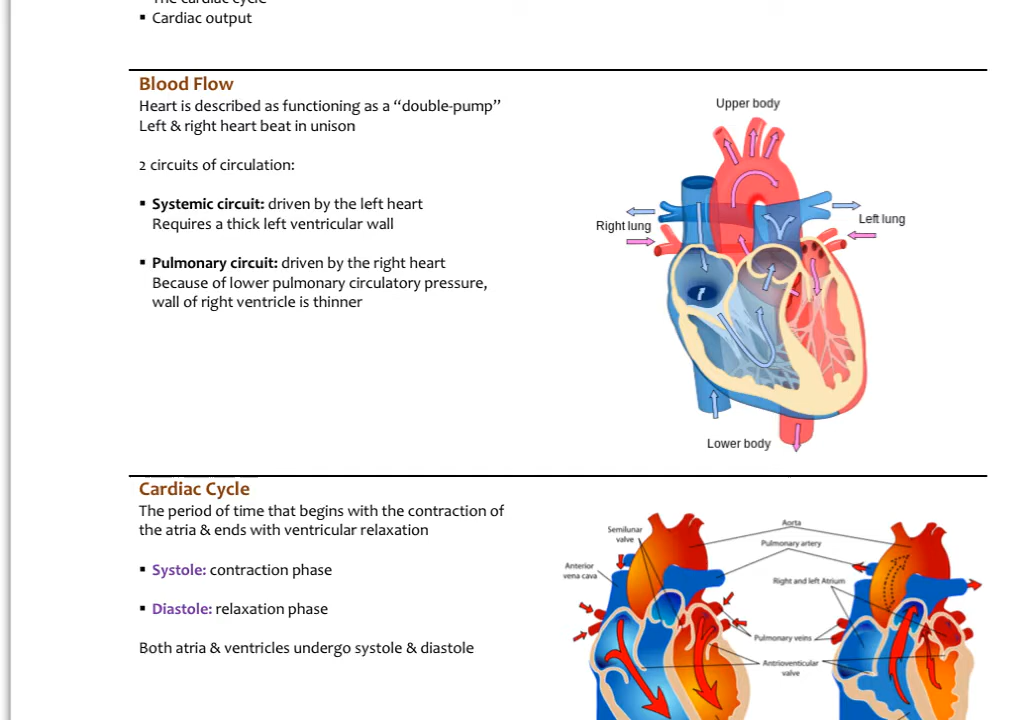 The cardiac cycle
▪ Cardiac output
Blood Flow
Heart is described as functioning as a “double-pump”
Left & right heart beat in unison
2 circuits of circulation:
▪ Systemic circuit: driven by the left heart
Requires a thick left ventricular wall
▪ Pulmonary circuit: driven by the right heart
Because of lower pulmonary circulatory pressure,
wall of right ventricle is thinner
Upper body
Right lung
Left lung
Lower body
Cardiac Cycle
The period of time that begins with the contraction of
the atria & ends with ventricular relaxation
▪ Systole: contraction phase
▪ Diastole: relaxation phase
Both atria & ventricles undergo systole & diastole
Semilunar
valve
Aorta
Pulmonary artery
Anterior
vena cava
Right and left Atrium
Pulmonary veins
Antrioventicular
valve